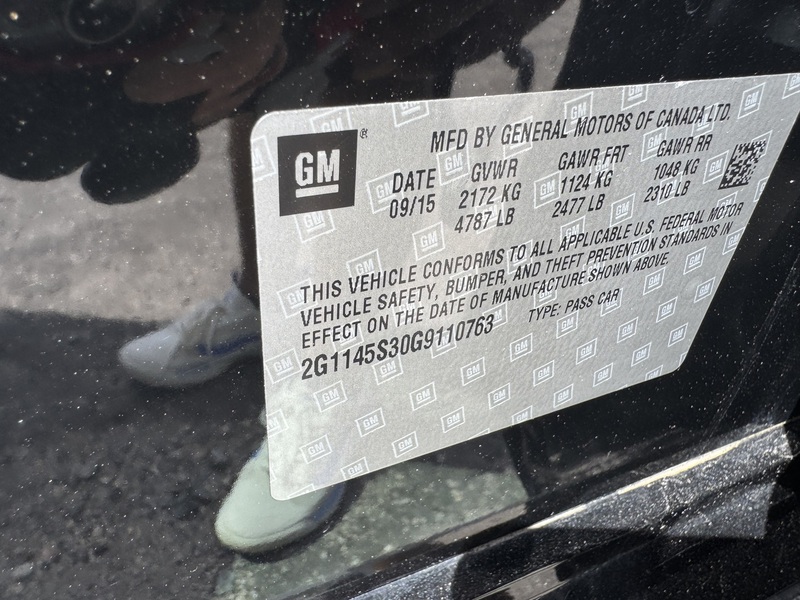 GM ®
MFD BY GENERAL MOTORS OF CANADA LTD.
DATE GVWR GAWR FRT GAWR RR
09/15 2172 KG 1124 KG 1048 KG
4787 LB 2477 LB 2310 LB
THIS VEHICLE CONFORMS TO ALL APPLICABLE U.S. FEDERAL MOTOR
VEHICLE SAFETY, BUMPER, AND THEFT PREVENTION STANDARDS IN
EFFECT ON THE DATE OF MANUFACTURE SHOWN ABOVE.
2G1145S30G9110763 TYPE: PASS CAR